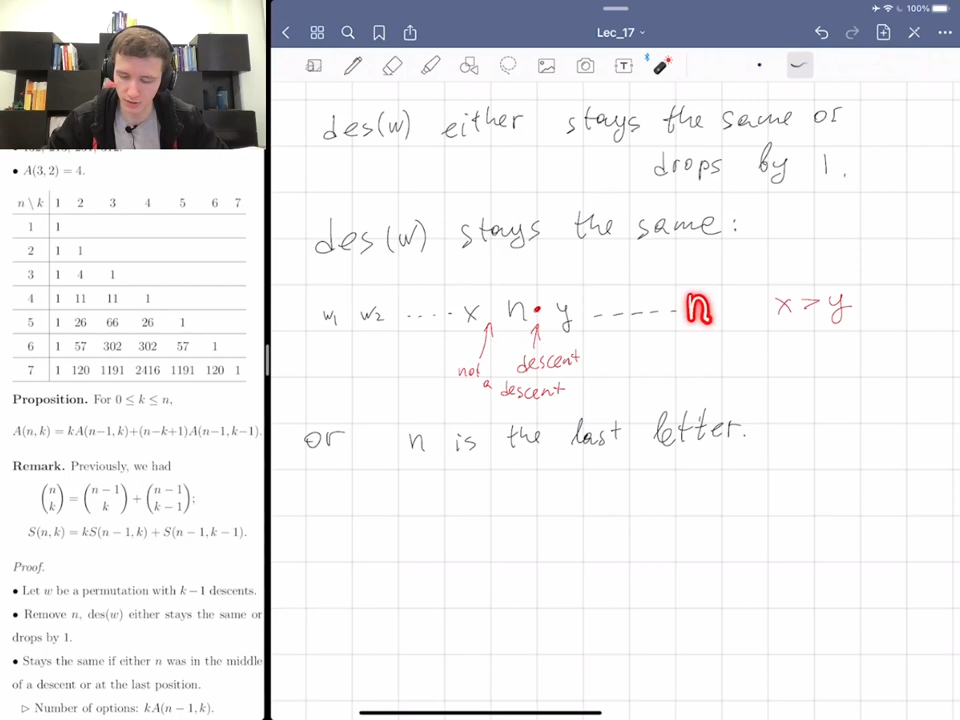 100%
Lec_17
• A(3, 2) = 4.
n \ k 1 2 3 4 5 6 7
1 1
2 1 1
3 1 4 1
4 1 11 11 1
5 1 26 66 26 1
6 1 57 302 302 57 1
7 1 120 1191 2416 1191 120 1
Proposition. For 0 ≤ k ≤ n,
A(n, k) = kA(n−1, k)+(n−k+1)A(n−1, k−1).
Remark. Previously, we had
(n k) = (n − 1 k) + (n − 1 k − 1);
S(n, k) = kS(n − 1, k) + S(n − 1, k − 1).
Proof.
• Let w be a permutation with k − 1 descents.
• Remove n, des(w) either stays the same or
drops by 1.
• Stays the same if either n was in the middle
of a descent or at the last position.
▷ Number of options: kA(n − 1, k).
des(w) either stays the same or
drops by 1.
des(w) stays the same:
w1 w2 .... x n • y ------ n x > y
not a descent
descent
or n is the last letter.